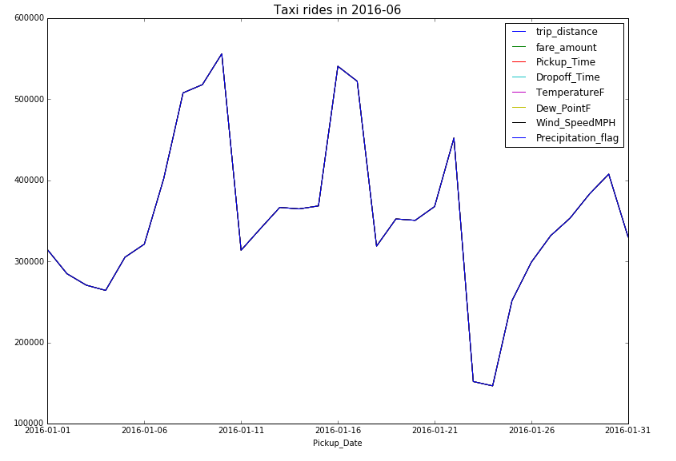 Taxi rides in 2016-06
600000
500000
400000
300000
200000
100000
trip_distance
fare_amount
Pickup_Time
Dropoff_Time
TemperatureF
Dew_PointF
Wind_SpeedMPH
Precipitation_flag
2016-01-01 2016-01-06 2016-01-11 2016-01-16 2016-01-21 2016-01-26 2016-01-31
Pickup_Date